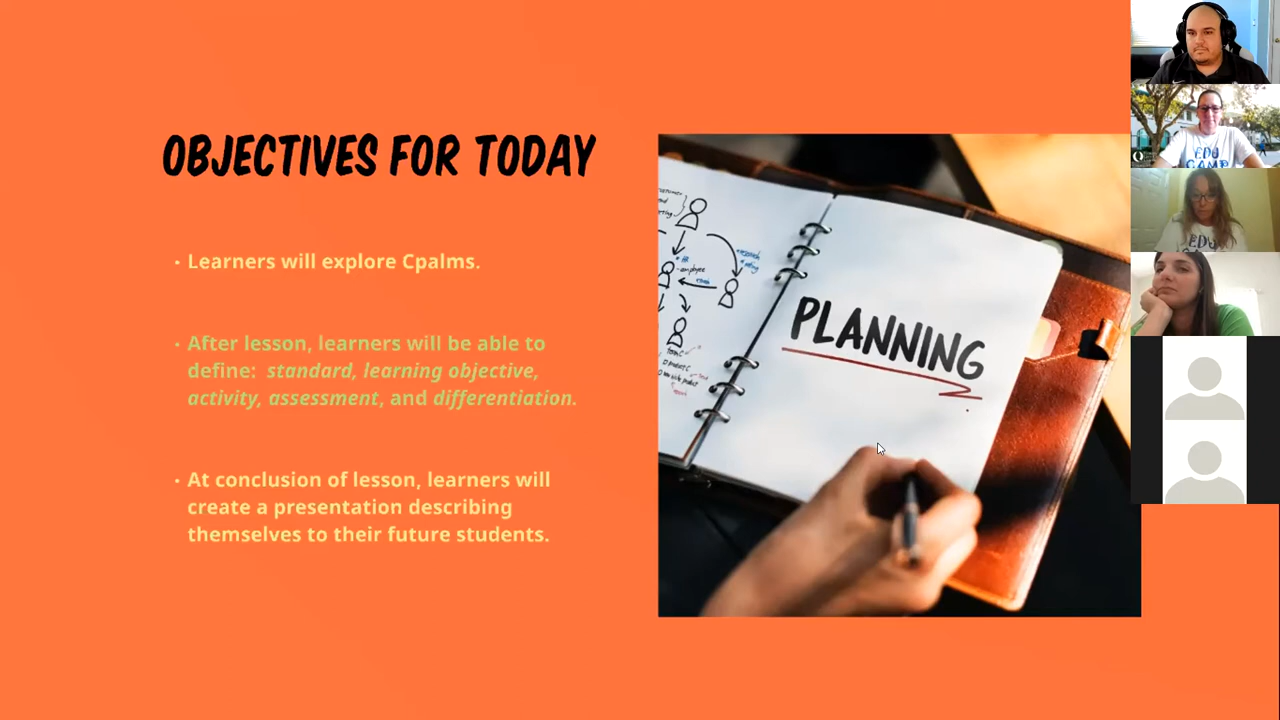 OBJECTIVES FOR TODAY
• Learners will explore Cpalms.
• After lesson, learners will be able to
define: standard, learning objective,
activity, assessment, and differentiation.
• At conclusion of lesson, learners will
create a presentation describing
themselves to their future students.
PLANNING
employee
EDU
CAMP
EDU